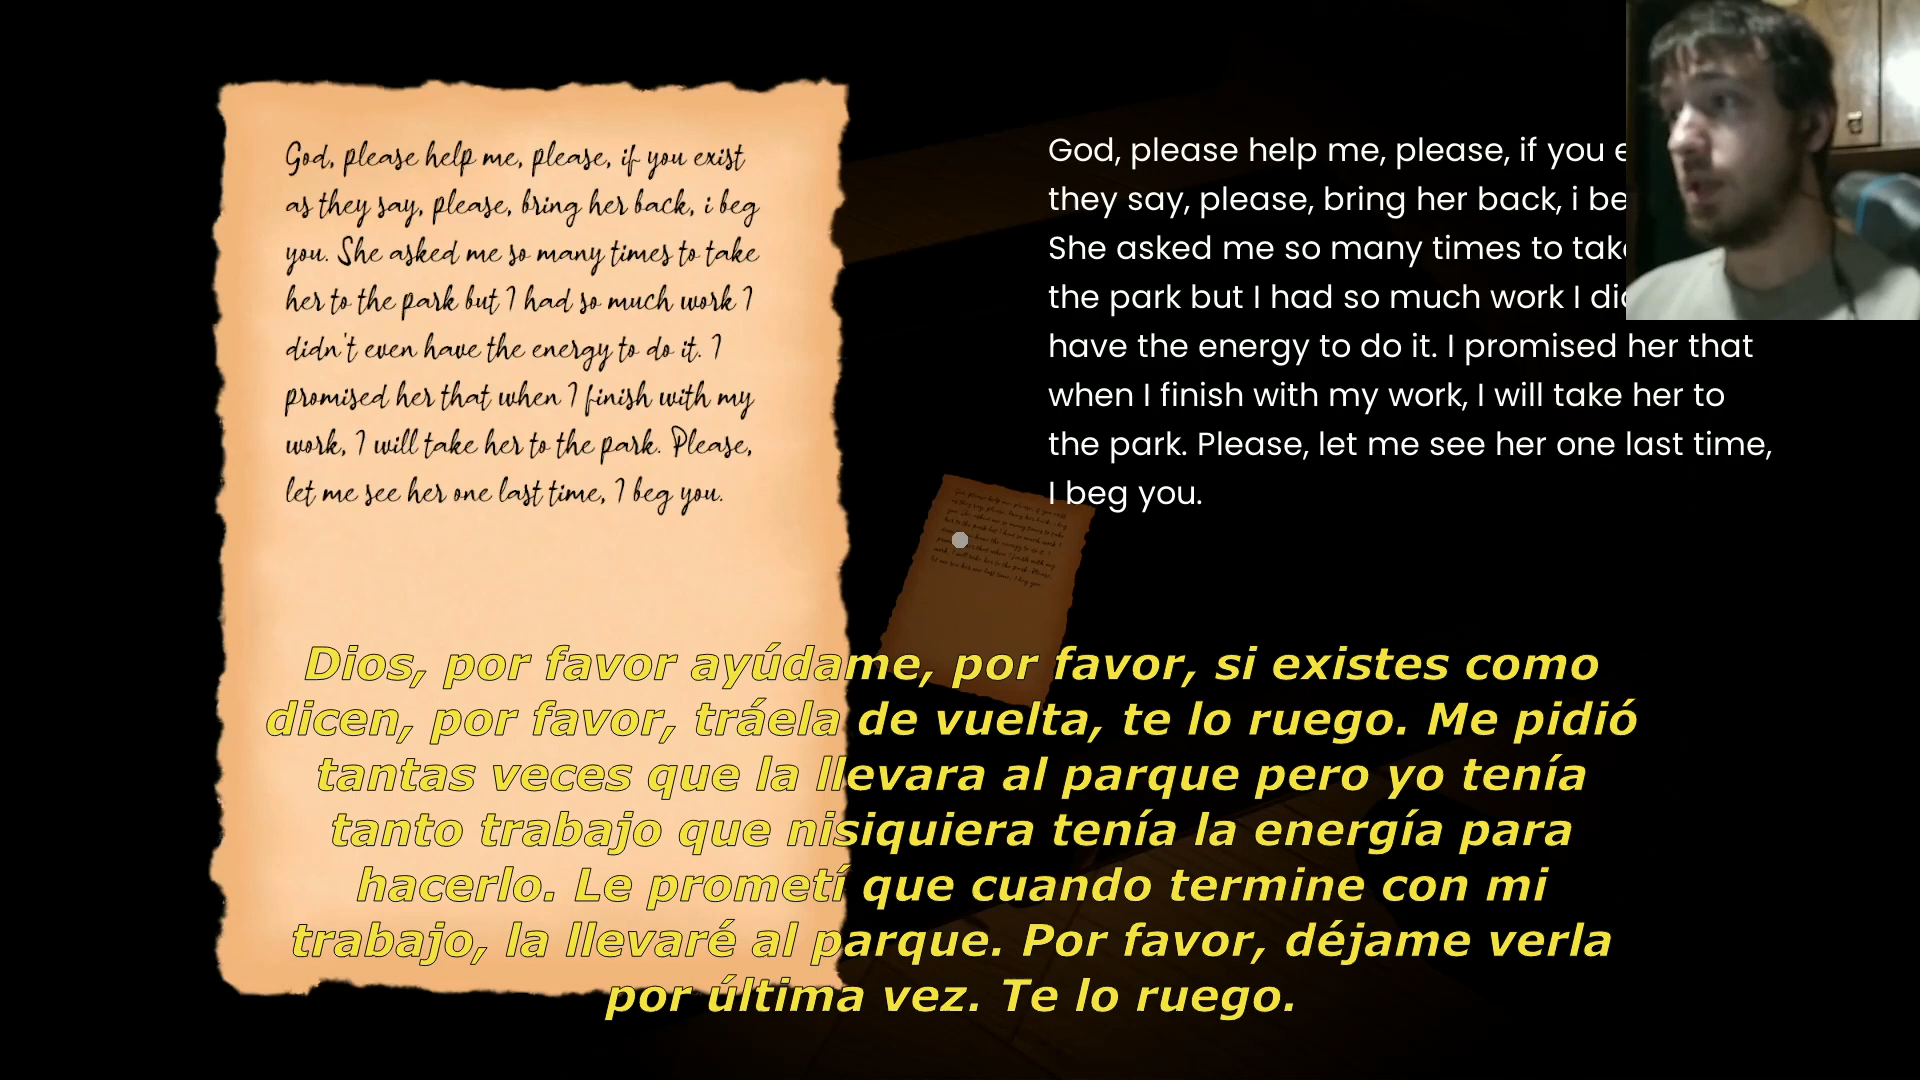 God, please help me, please, if you exist
as they say, please, bring her back, i beg
you. She asked me so many times to take
her to the park but I had so much work I
didn't even have the energy to do it. I
promised her that when I finish with my
work, I will take her to the park. Please,
let me see her one last time, I beg you.
God, please help me, please, if you
they say, please, bring her back, i
She asked me so many times to
the park but I had so much work I
have the energy to do it. I promised her that
when I finish with my work, I will take her to
the park. Please, let me see her one last time,
I beg you.
Dios, por favor ayúdame, por favor, si existes como
dicen, por favor, tráela de vuelta, te lo ruego. Me pidió
tantas veces que la llevara al parque pero yo tenía
tanto trabajo que nisiquiera tenía la energía para
hacerlo. Le prometí que cuando termine con mi
trabajo, la llevaré al parque. Por favor, déjame verla
por última vez. Te lo ruego.